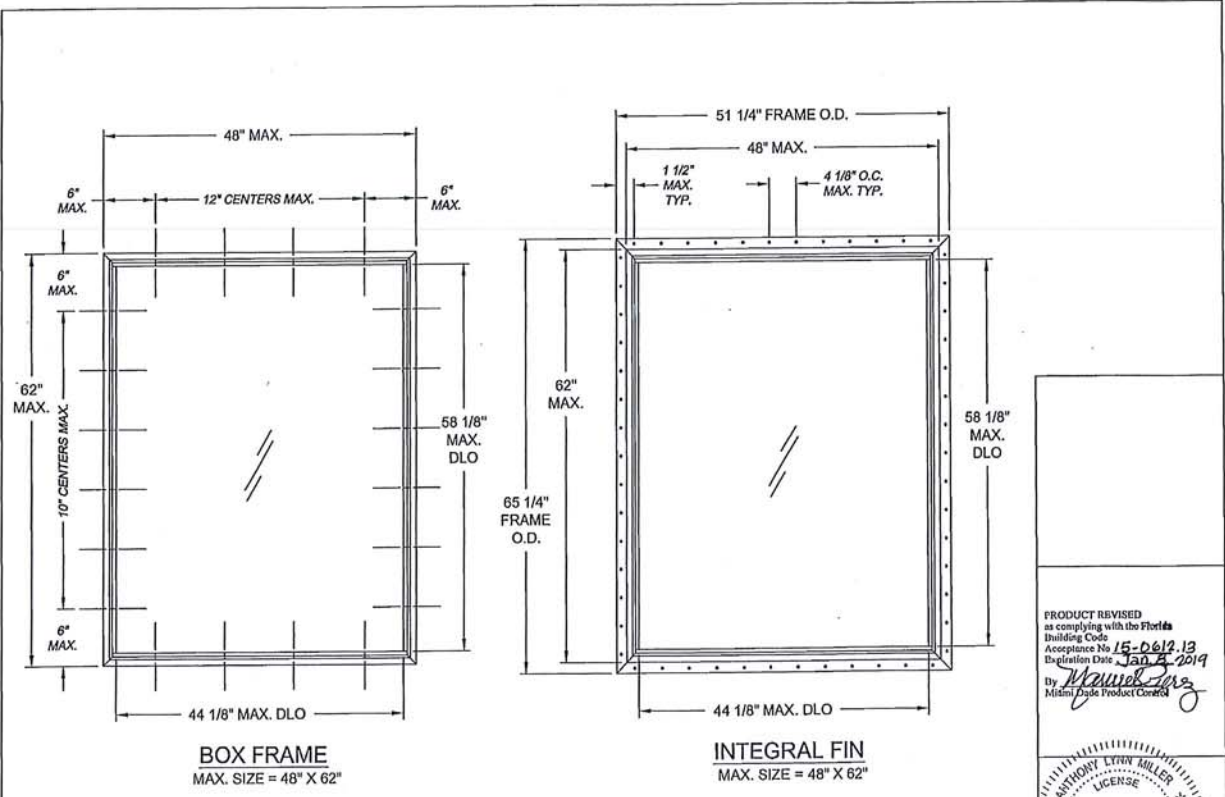 48" MAX.
6"
MAX.
12" CENTERS MAX.
6"
MAX.
6"
MAX.
62"
MAX.
10" CENTERS MAX.
58 1/8"
MAX.
DLO
6"
MAX.
44 1/8" MAX. DLO
BOX FRAME
MAX. SIZE = 48" X 62"
51 1/4" FRAME O.D.
48" MAX.
1 1/2"
MAX.
TYP.
4 1/8" O.C.
MAX. TYP.
62"
MAX.
65 1/4"
FRAME
O.D.
58 1/8"
MAX.
DLO
44 1/8" MAX. DLO
INTEGRAL FIN
MAX. SIZE = 48" X 62"
PRODUCT REVISED
as complying with the Florida
Building Code
Acceptance No 15-0612.13
Expiration Date Jan 2019
By
Miami Dade Product Control
ANTHONY LYNN MILLER
LICENSE